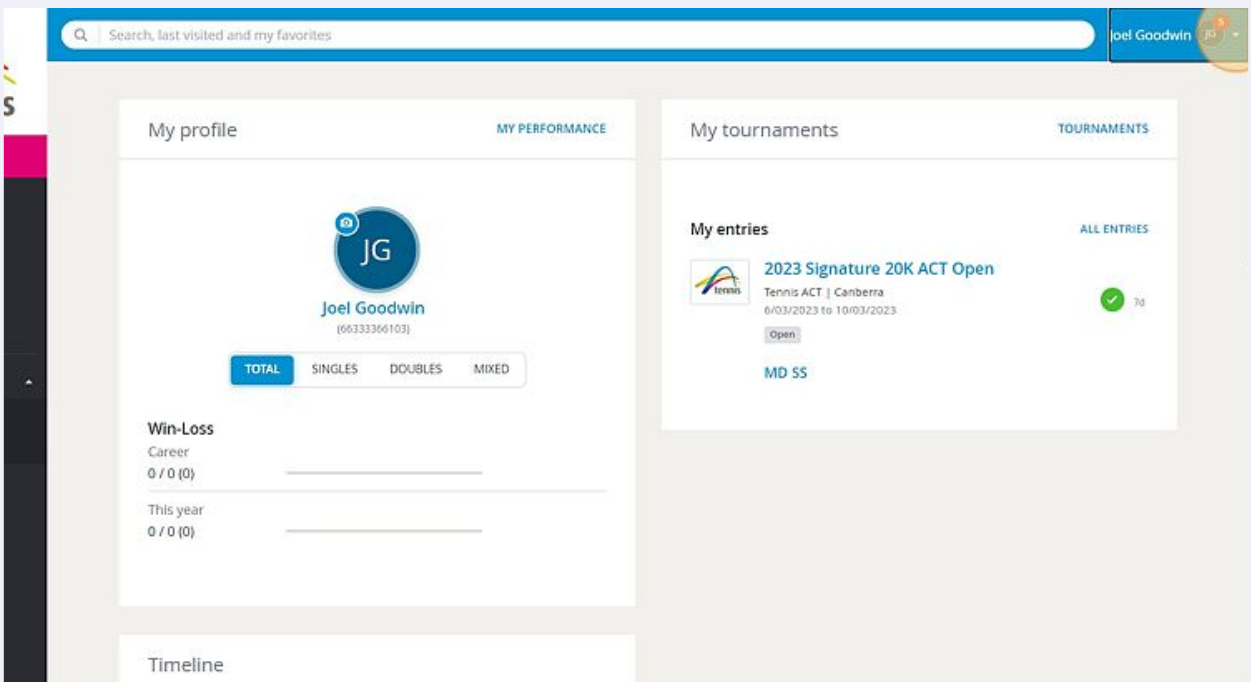 Search, last visited and my favorites
Joel Goodwin JG 5
S
My profile
MY PERFORMANCE
JG
Joel Goodwin
(66333366103)
TOTAL SINGLES DOUBLES MIXED
Win-Loss
Career
0 / 0 (0)
This year
0 / 0 (0)
Timeline
My tournaments
TOURNAMENTS
My entries
ALL ENTRIES
tennis
2023 Signature 20K ACT Open
Tennis ACT | Canberra
6/03/2023 to 10/03/2023
7d
Open
MD SS